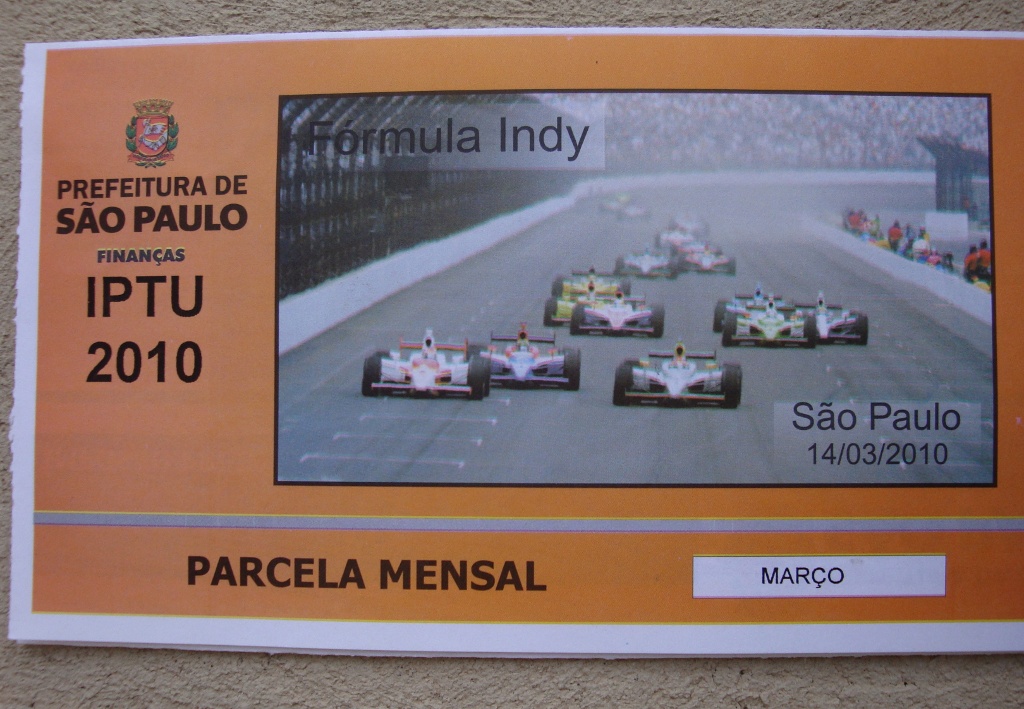 PREFEITURA DE
SÃO PAULO
FINANÇAS
IPTU
2010
Fórmula Indy
São Paulo
14/03/2010
PARCELA MENSAL
MARÇO